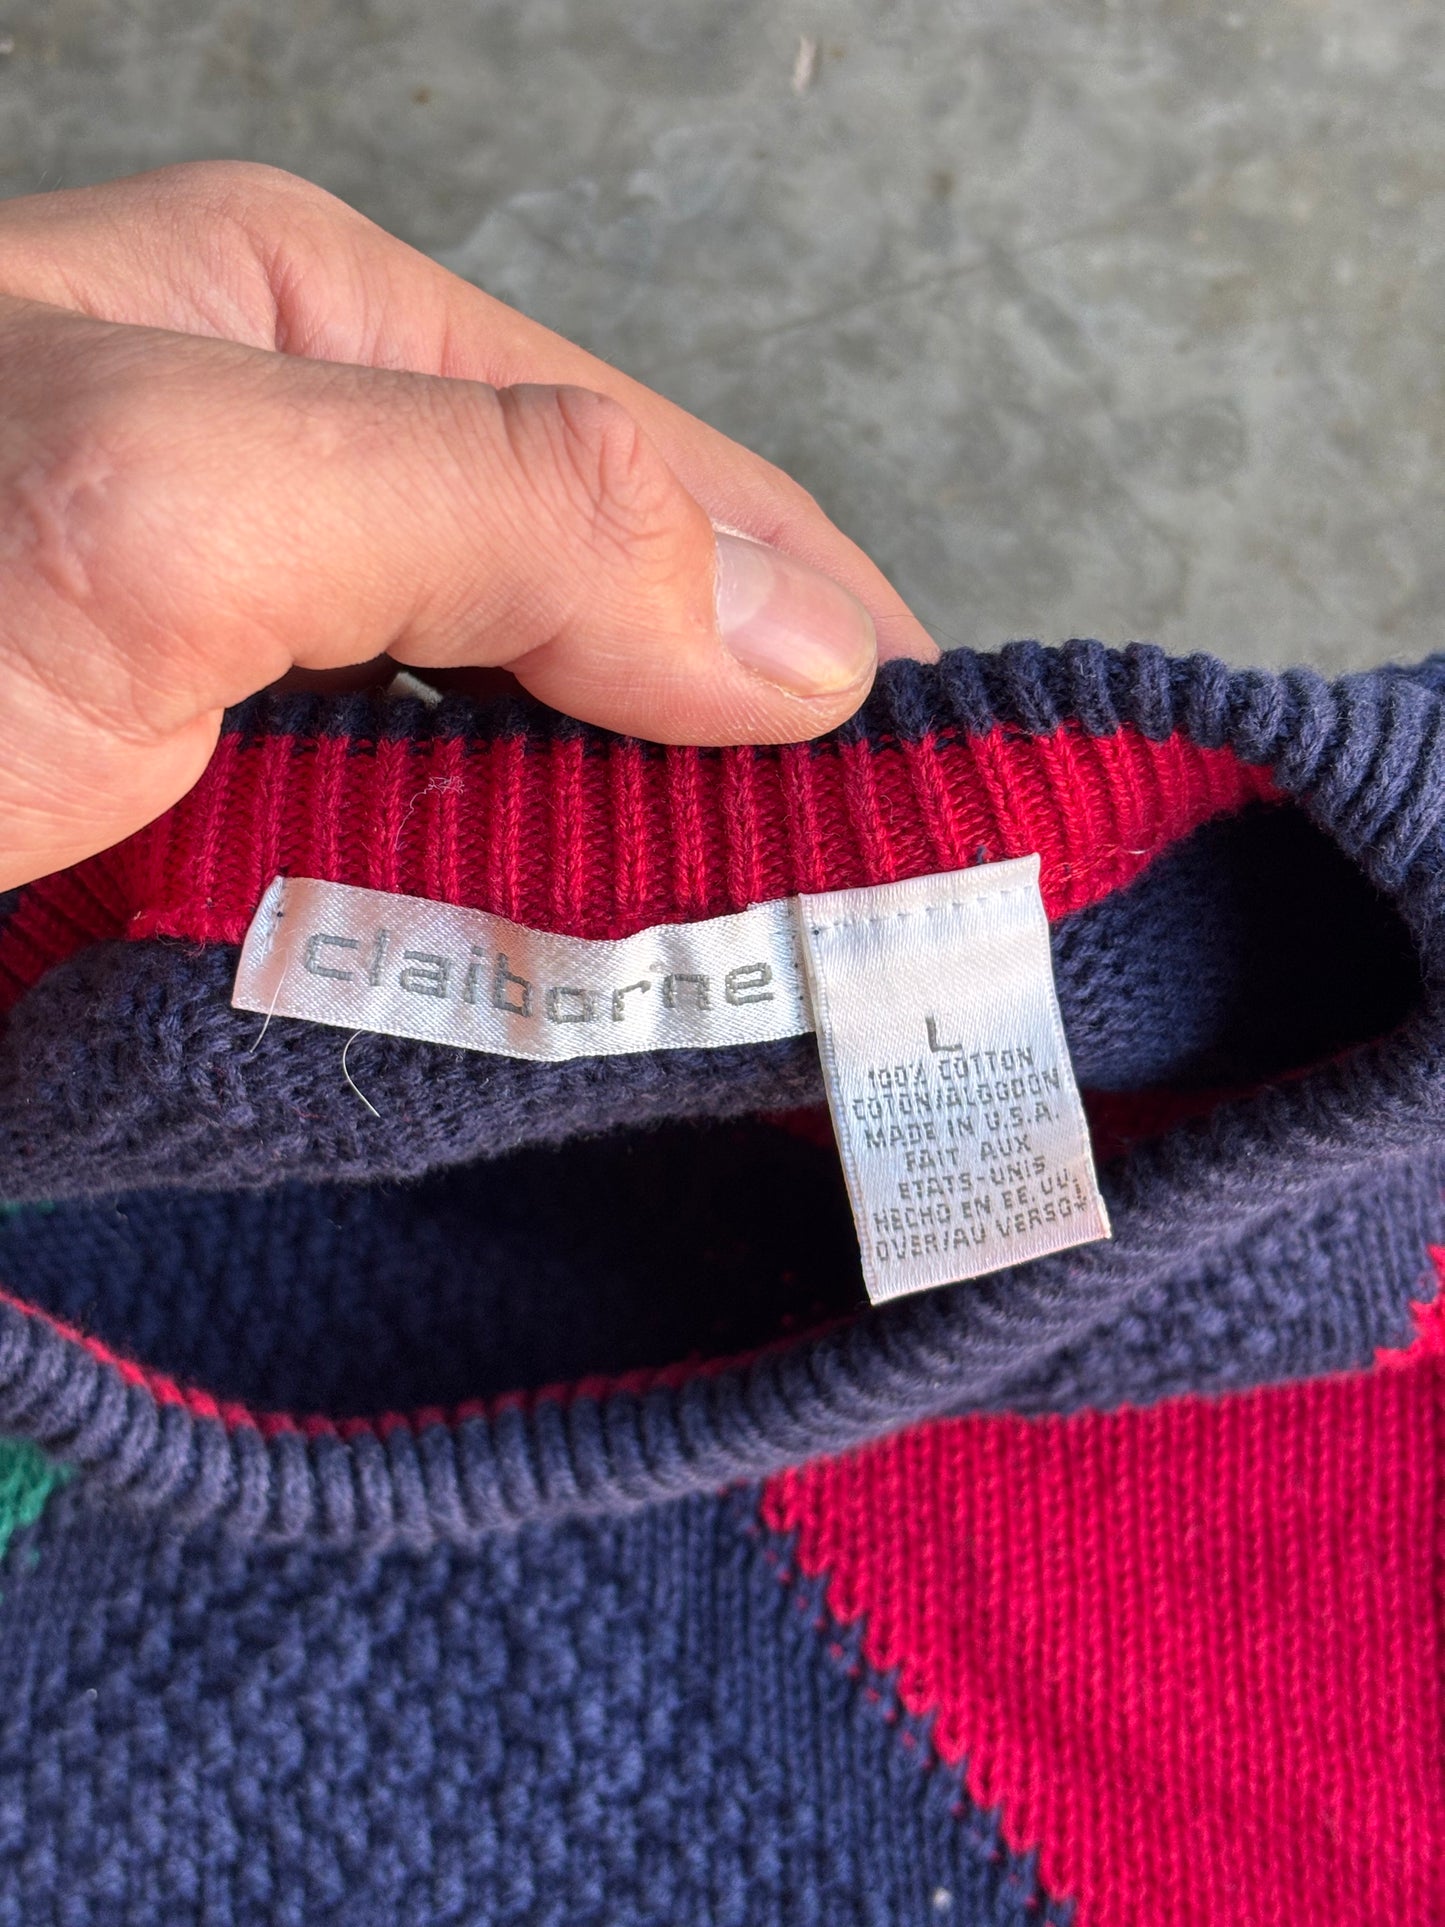 claiborne
L
100% COTTON
COTON/ALGODON
MADE IN U.S.A.
FAIT AUX
ETATS-UNIS
HECHO EN EE.UU.
OVER/AU VERSO*